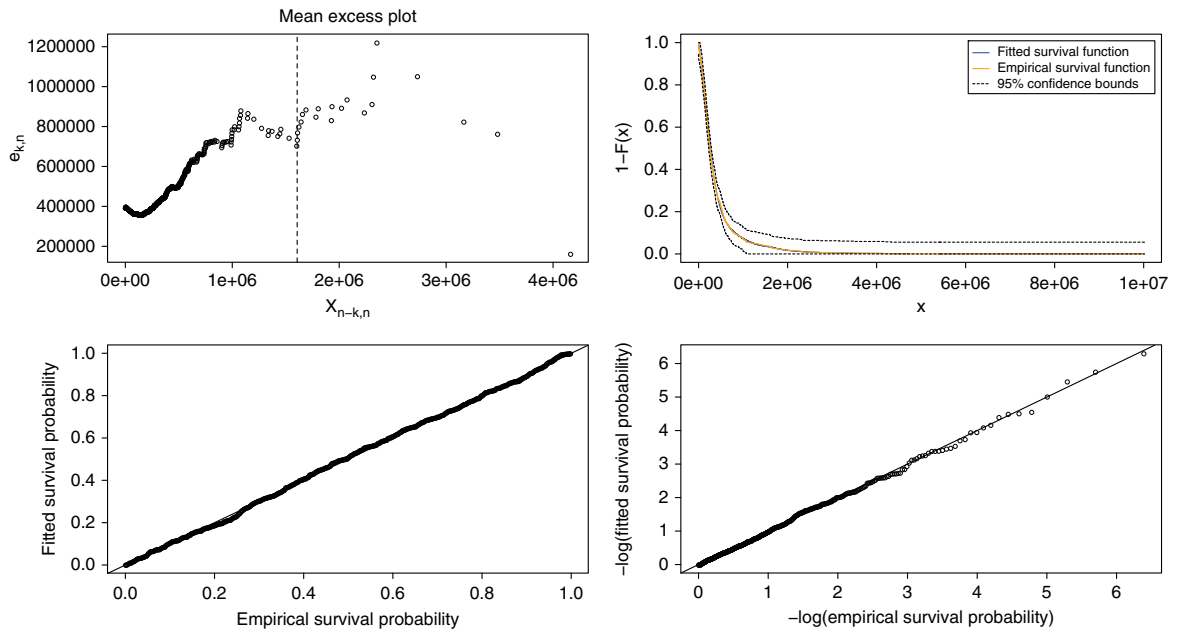 Mean excess plot
1200000
1000000
800000
600000
400000
200000
e_{k,n}
0e+00 1e+06 2e+06 3e+06 4e+06
X_{n−k,n}
1.0
0.8
0.6
0.4
0.2
0.0
1−F(x)
Fitted survival function
Empirical survival function
95% confidence bounds
0e+00 2e+06 4e+06 6e+06 8e+06 1e+07
x
1.0
0.8
0.6
0.4
0.2
0.0
Fitted survival probability
0.0 0.2 0.4 0.6 0.8 1.0
Empirical survival probability
6
5
4
3
2
1
0
−log(fitted survival probability)
0 1 2 3 4 5 6
−log(empirical survival probability)